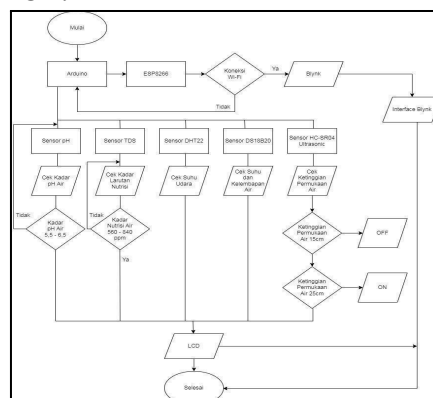 Mulai
Arduino
ESP8266
Koneksi
Wi-Fi
Ya
Blynk
Tidak
Interface Blynk
Sensor pH
Sensor TDS
Sensor DHT22
Sensor DS18B20
Sensor HC-SR04
Ultrasonic
Cek Kadar
pH Air
Cek Kadar
Larutan
Nutrisi
Cek Suhu
Udara
Cek Suhu
dan
Kelembapan
Air
Cek
Ketinggian
Permukaan
Air
Tidak
Kadar
pH Air
5,5 - 6,5
Tidak
Kadar
Nutrisi Air
560 - 840
ppm
Ya
Ketinggian
Permukaan
Air 15cm
OFF
Ketinggian
Permukaan
Air 25cm
ON
LCD
Selesai